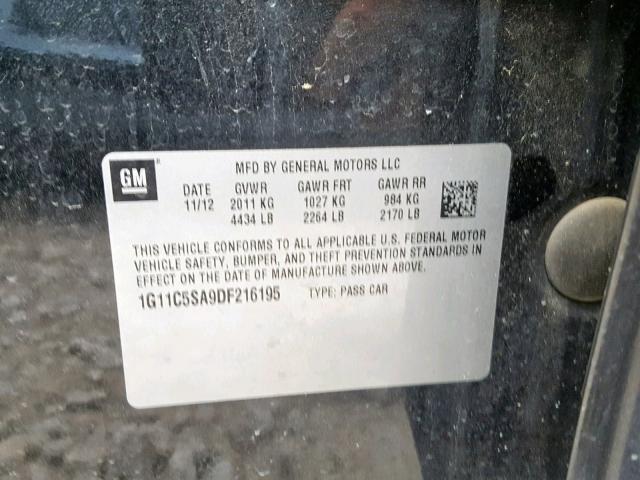 GM ® MFD BY GENERAL MOTORS LLC
DATE GVWR GAWR FRT GAWR RR
11/12 2011 KG 1027 KG 984 KG
4434 LB 2264 LB 2170 LB
THIS VEHICLE CONFORMS TO ALL APPLICABLE U.S. FEDERAL MOTOR
VEHICLE SAFETY, BUMPER, AND THEFT PREVENTION STANDARDS IN
EFFECT ON THE DATE OF MANUFACTURE SHOWN ABOVE.
1G11C5SA9DF216195 TYPE: PASS CAR